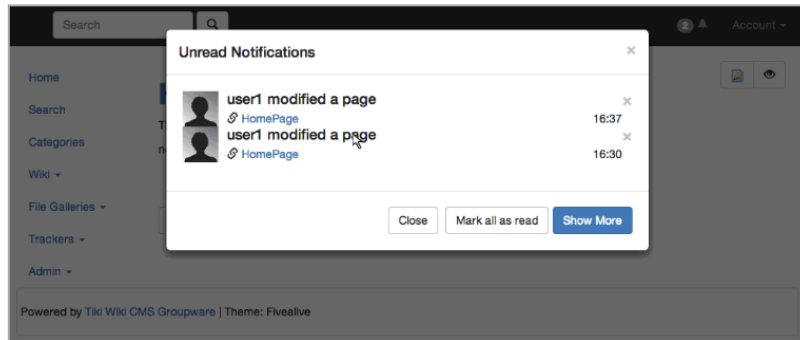 Search
2
Account
Unread Notifications
×
Home
Search
Categories
Wiki
File Galleries
Trackers
Admin
user1 modified a page
×
HomePage
16:37
user1 modified a page
×
HomePage
16:30
Close
Mark all as read
Show More
Powered by Tiki Wiki CMS Groupware | Theme: Fivealive